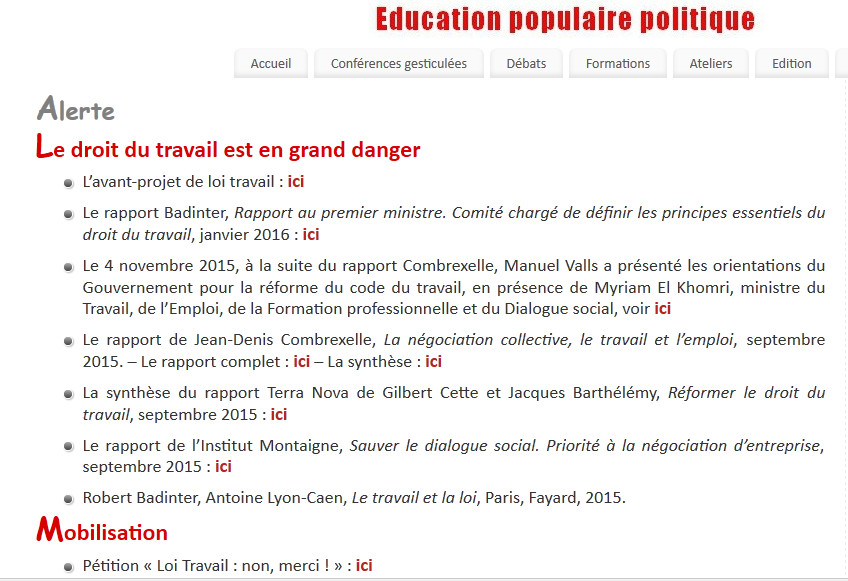 Education populaire politique
Accueil Conférences gesticulées Débats Formations Ateliers Edition
Alerte
Le droit du travail est en grand danger
L’avant-projet de loi travail : ici
Le rapport Badinter, Rapport au premier ministre. Comité chargé de définir les principes essentiels du
droit du travail, janvier 2016 : ici
Le 4 novembre 2015, à la suite du rapport Combrexelle, Manuel Valls a présenté les orientations du
Gouvernement pour la réforme du code du travail, en présence de Myriam El Khomri, ministre du
Travail, de l’Emploi, de la Formation professionnelle et du Dialogue social, voir ici
Le rapport de Jean-Denis Combrexelle, La négociation collective, le travail et l’emploi, septembre
2015. – Le rapport complet : ici – La synthèse : ici
La synthèse du rapport Terra Nova de Gilbert Cette et Jacques Barthélémy, Réformer le droit du
travail, septembre 2015 : ici
Le rapport de l’Institut Montaigne, Sauver le dialogue social. Priorité à la négociation d’entreprise,
septembre 2015 : ici
Robert Badinter, Antoine Lyon-Caen, Le travail et la loi, Paris, Fayard, 2015.
Mobilisation
Pétition « Loi Travail : non, merci ! » : ici